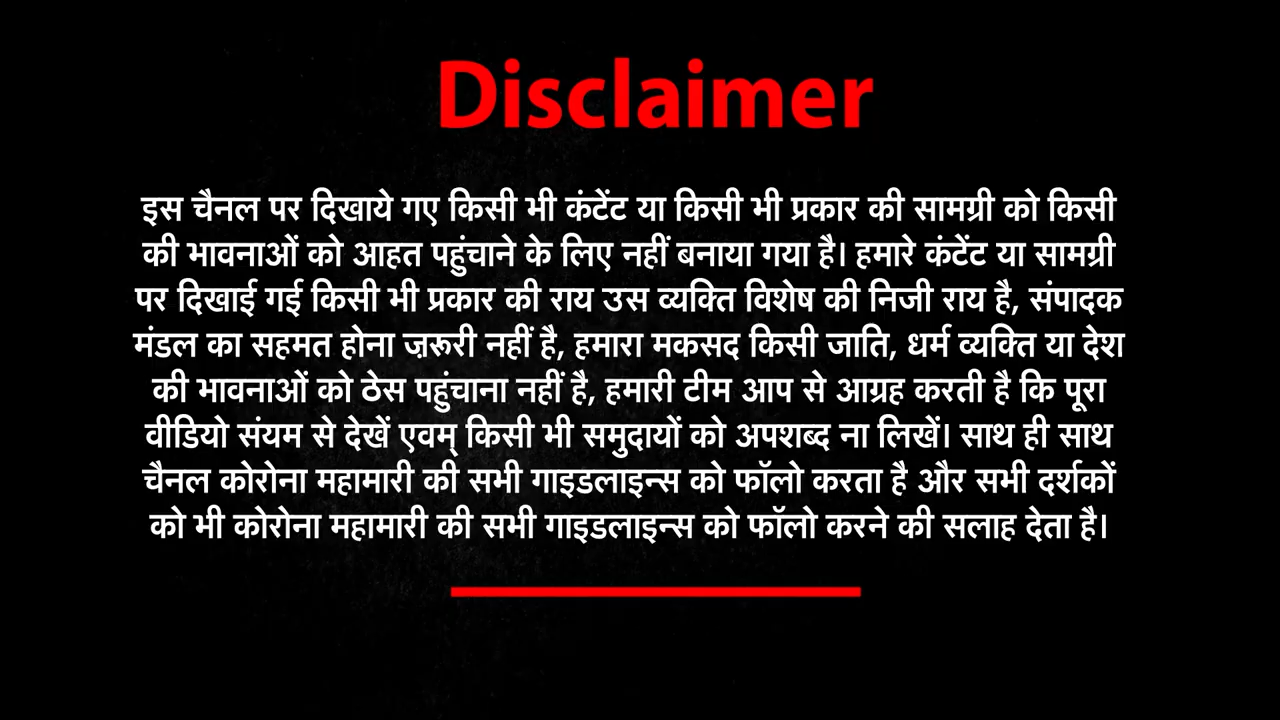 Disclaimer
इस चैनल पर दिखाये गए किसी भी कंटेंट या किसी भी प्रकार की सामग्री को किसी
की भावनाओं को आहत पहुंचाने के लिए नहीं बनाया गया है। हमारे कंटेंट या सामग्री
पर दिखाई गई किसी भी प्रकार की राय उस व्यक्ति विशेष की निजी राय है, संपादक
मंडल का सहमत होना ज़रूरी नहीं है, हमारा मकसद किसी जाति, धर्म व्यक्ति या देश
की भावनाओं को ठेस पहुंचाना नहीं है, हमारी टीम आप से आग्रह करती है कि पूरा
वीडियो संयम से देखें एवम् किसी भी समुदायों को अपशब्द ना लिखें। साथ ही साथ
चैनल कोरोना महामारी की सभी गाइडलाइन्स को फॉलो करता है और सभी दर्शकों
को भी कोरोना महामारी की सभी गाइडलाइन्स को फॉलो करने की सलाह देता है।